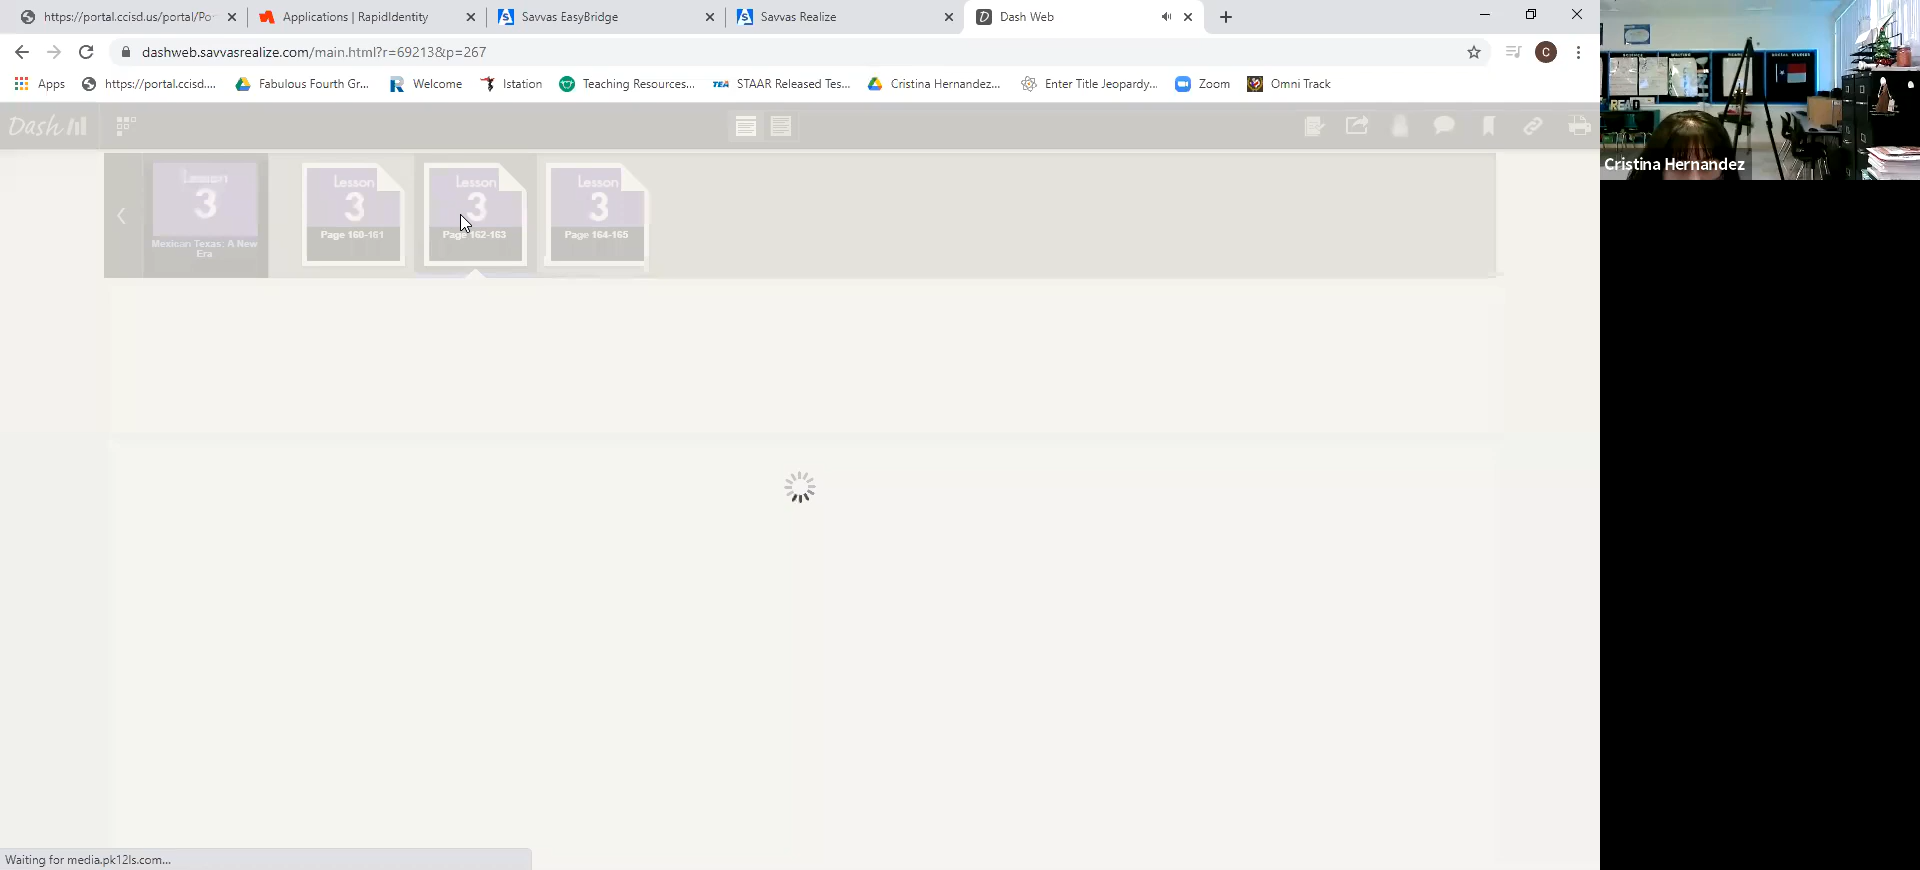 https://portal.ccisd.us/portal/Po
Applications | RapidIdentity
Savvas EasyBridge
Savvas Realize
Dash Web
dashweb.savvasrealize.com/main.html?r=69213&p=267
Apps
https://portal.ccisd....
Fabulous Fourth Gr...
Welcome
Istation
Teaching Resources...
TEA
STAAR Released Tes...
Cristina Hernandez...
Enter Title Jeopardy...
Zoom
Omni Track
Dash
Lesson
3
Mexican Texas: A New
Era
Lesson
3
Page 160-161
Lesson
3
Page 162-163
Lesson
3
Page 164-165
Waiting for media.pk12ls.com...
READ
Cristina Hernandez